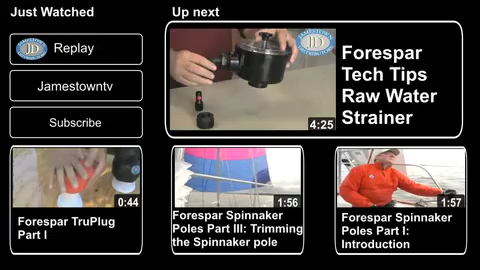 Just Watched
Up next
JD
Replay
Jamestowntv
Subscribe
JD
4:25
Forespar
Tech Tips
Raw Water
Strainer
0:44
Forespar TruPlug
Part I
1:56
Forespar Spinnaker
Poles Part III: Trimming
the Spinnaker pole
1:57
Forespar Spinnaker
Poles Part I:
Introduction